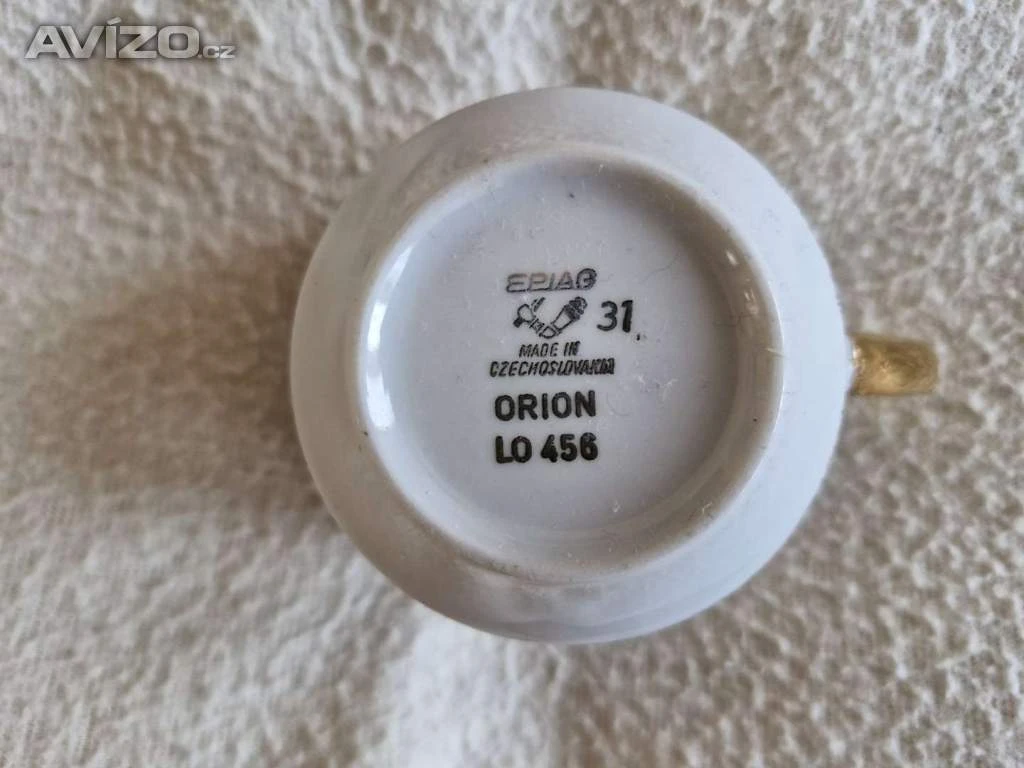 AVÍZO.cz
EPIAG
31
MADE IN
CZECHOSLOVAKIA
ORION
LO 456